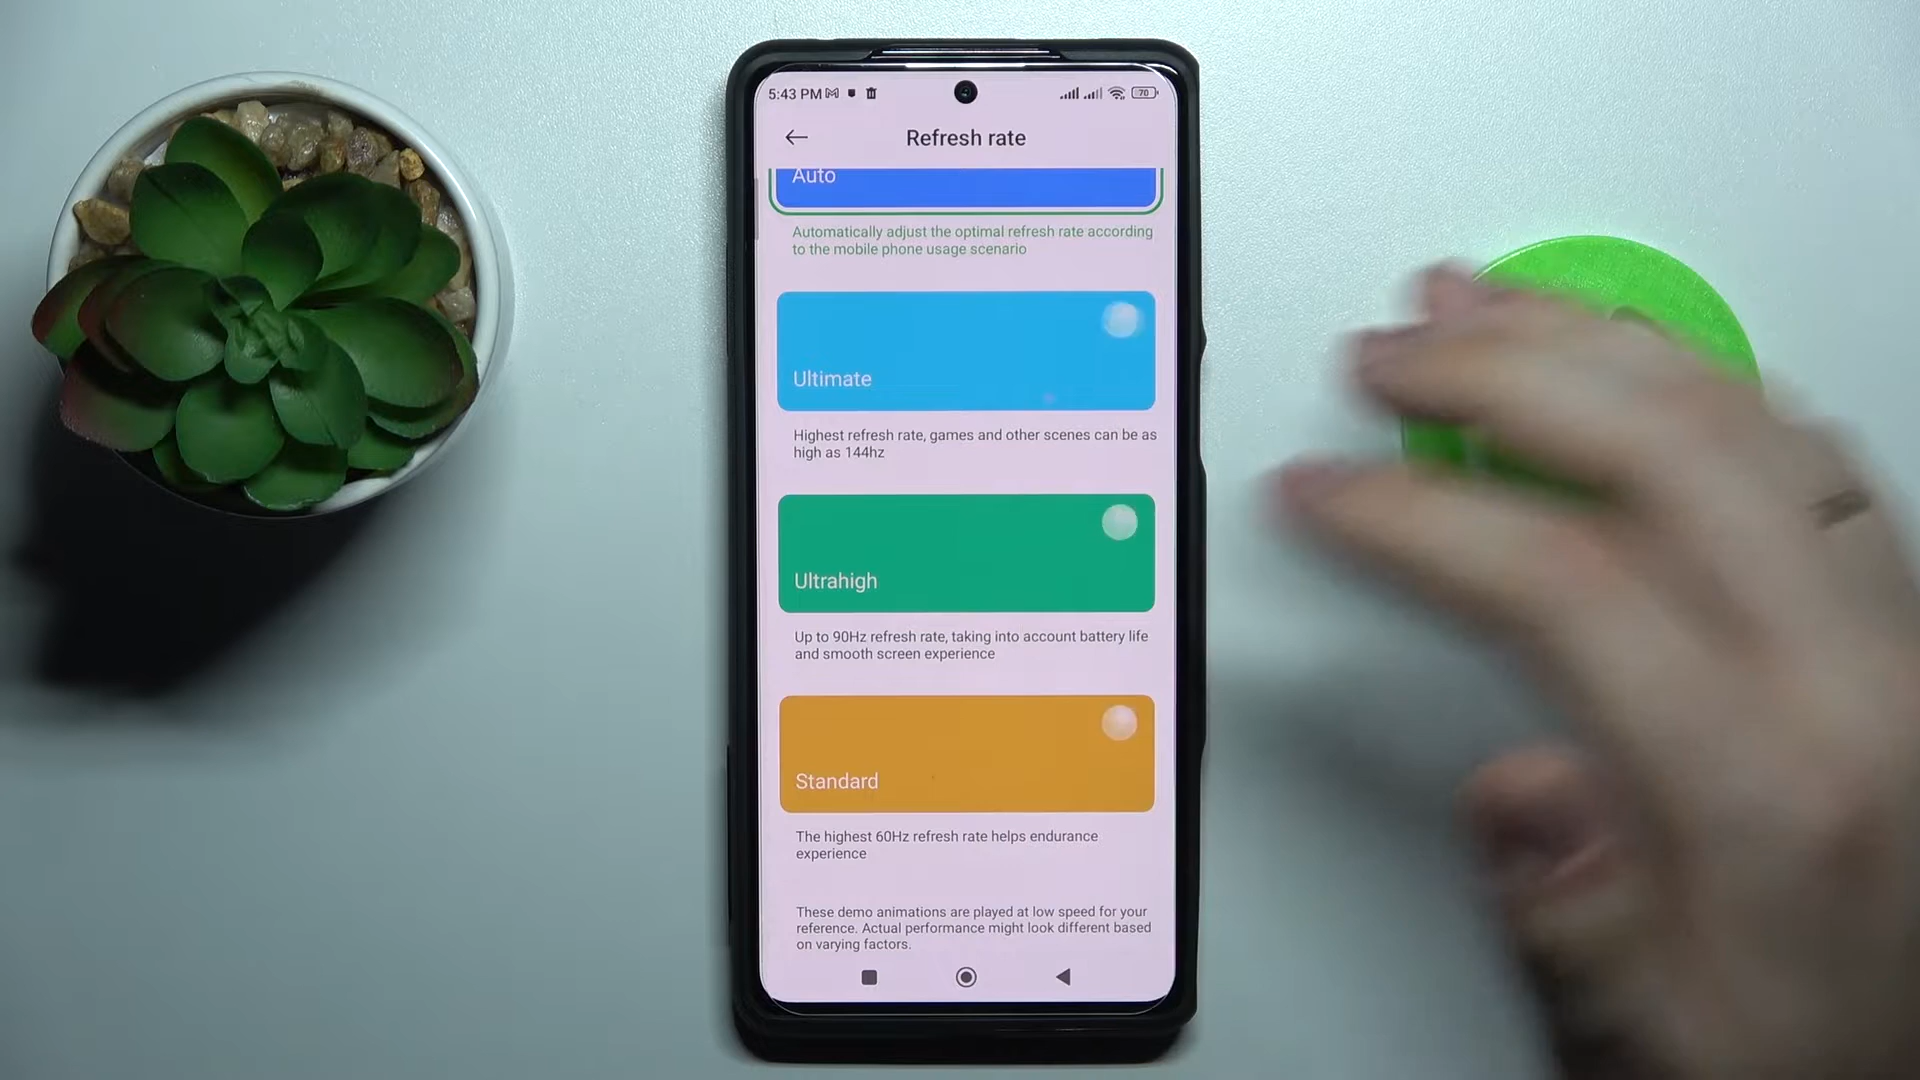 5:43 PM
70
Refresh rate
Auto
Automatically adjust the optimal refresh rate according
to the mobile phone usage scenario
Ultimate
Highest refresh rate, games and other scenes can be as
high as 144hz
Ultrahigh
Up to 90Hz refresh rate, taking into account battery life
and smooth screen experience
Standard
The highest 60Hz refresh rate helps endurance
experience
These demo animations are played at low speed for your
reference. Actual performance might look different based
on varying factors.